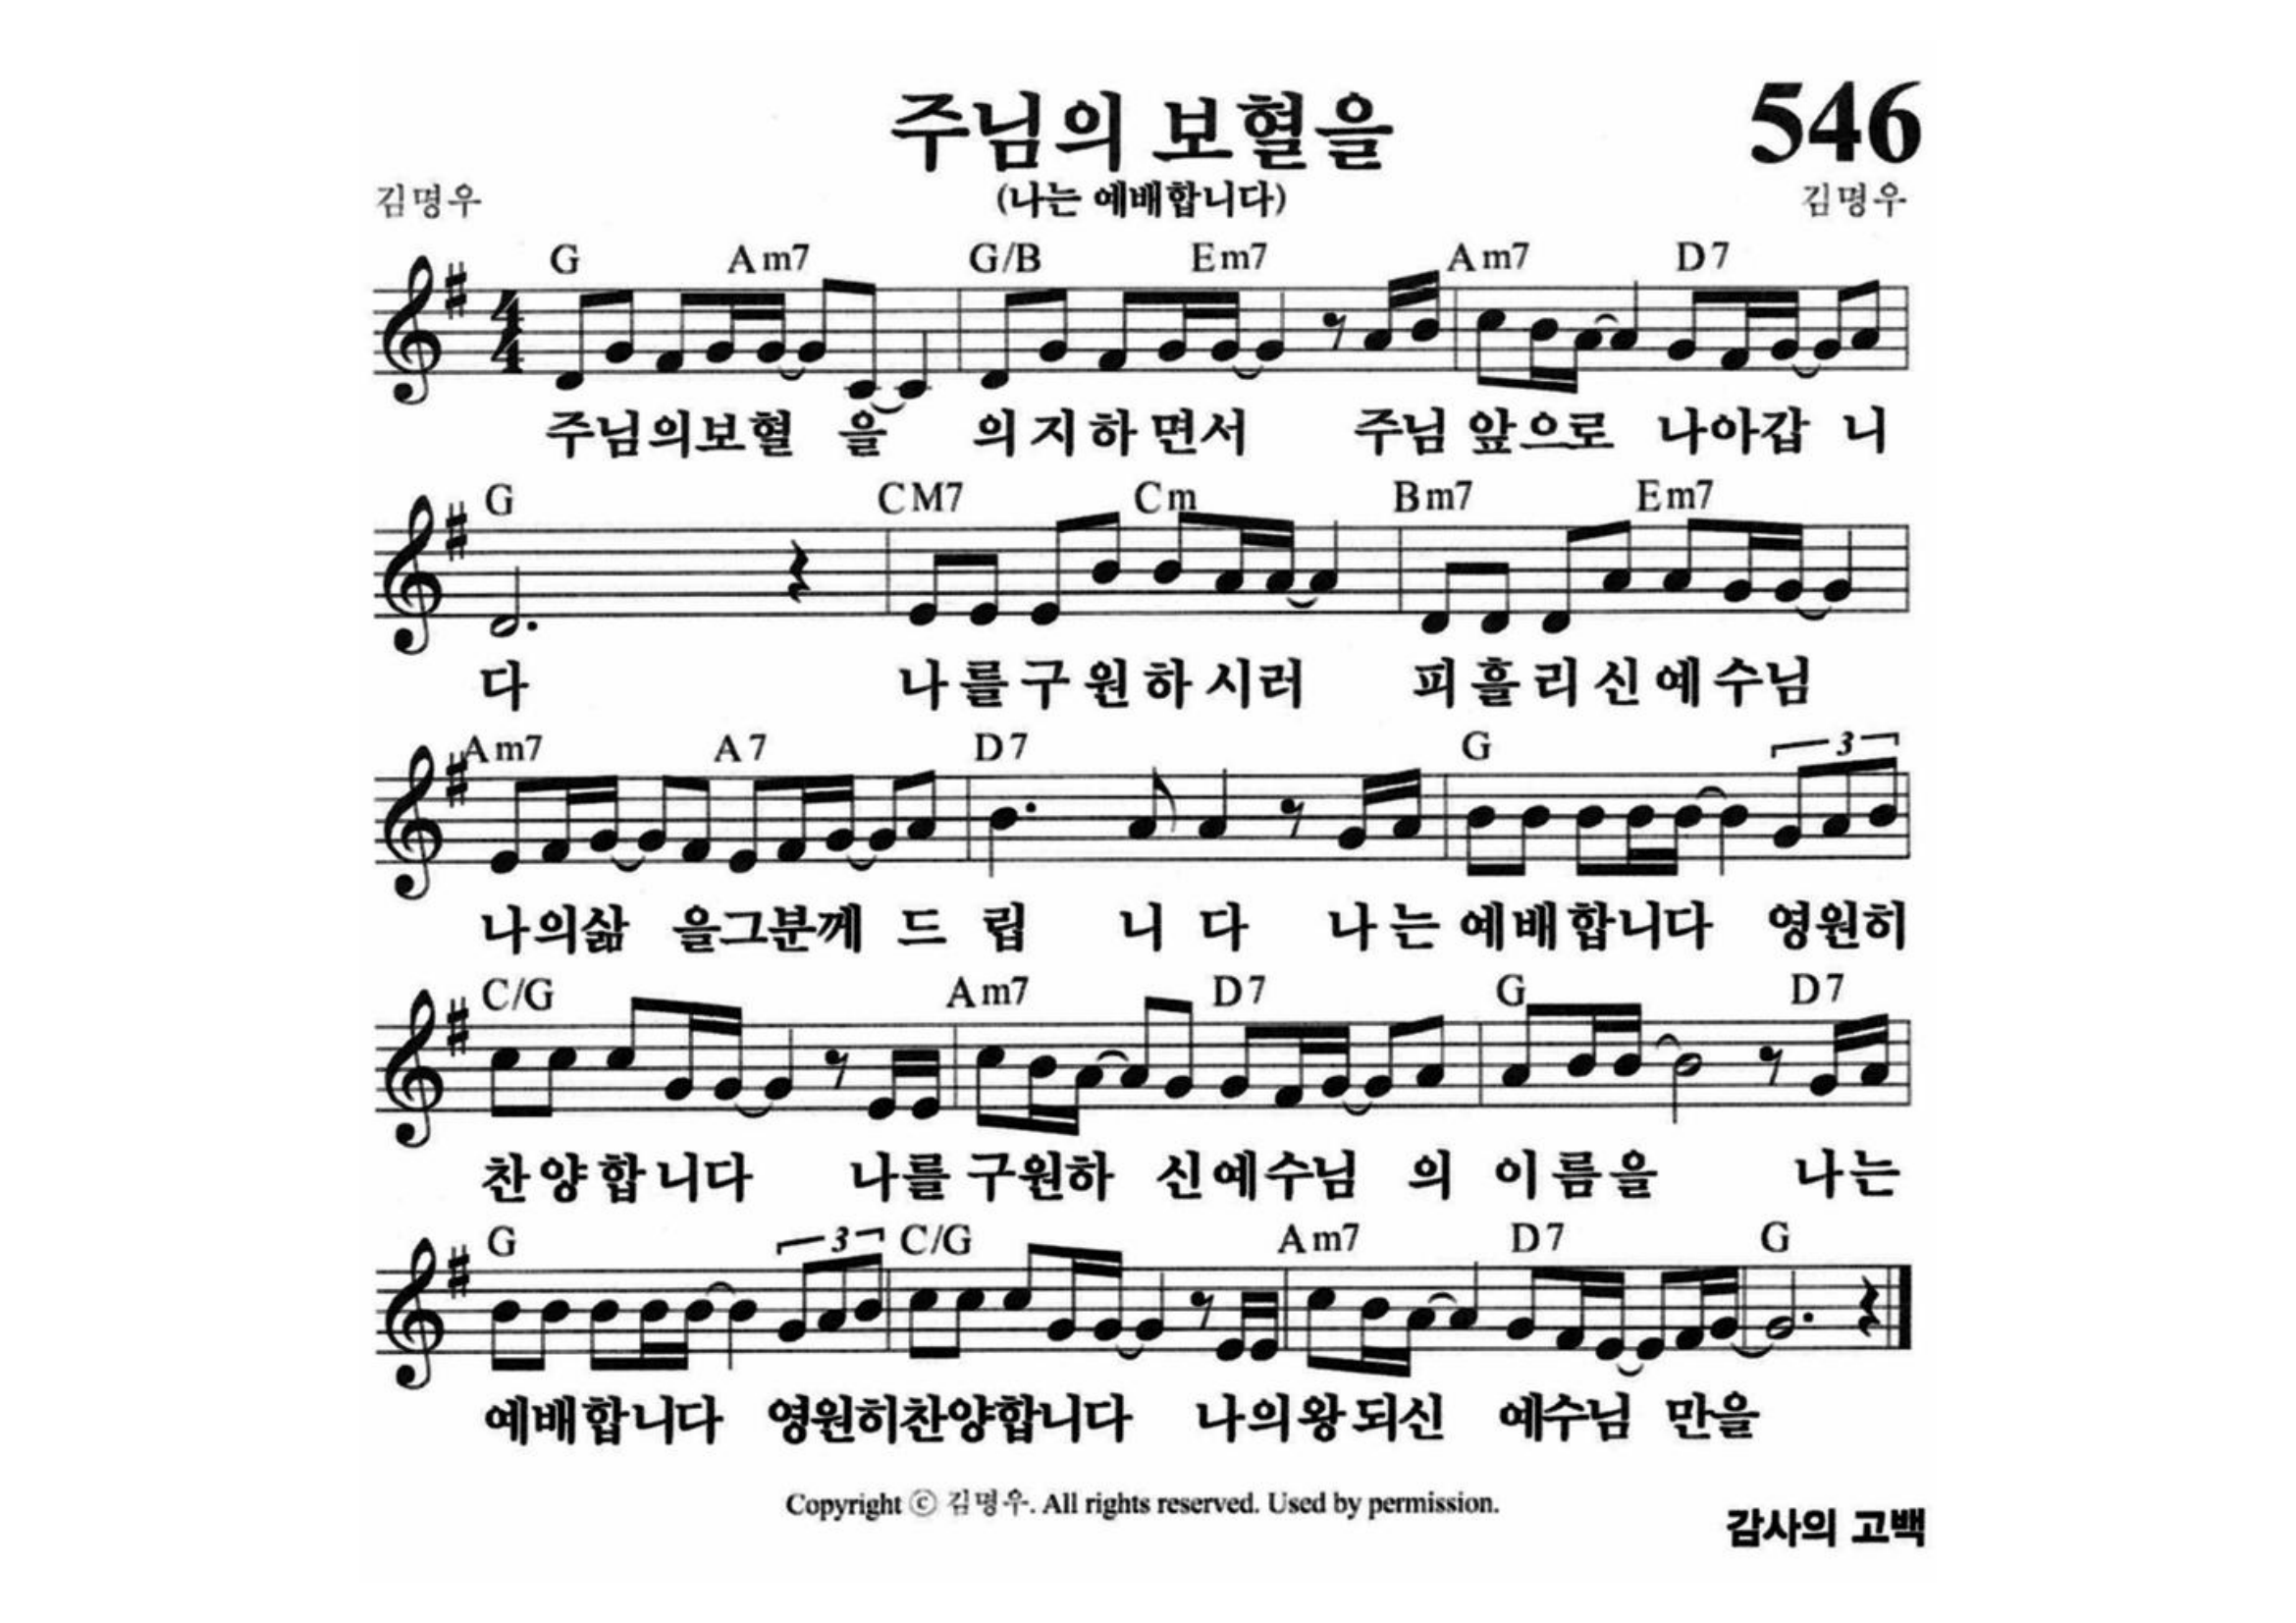 주님의 보혈을
546
김명우
(나는 예배합니다)
김명우
G Am7 G/B Em7 Am7 D7
4 4
주님의보혈 을 의지하면서 주님 앞으로 나아갑 니
G CM7 Cm Bm7 Em7
다 나를구원하시러 피흘리신예수님
Am7 A7 D7 G 3
나의삶 을그분께 드 립 니 다 나는예배합니다 영원히
C/G Am7 D7 G D7
찬양합니다 나를 구원하 신예수님 의 이름을 나는
G 3 C/G Am7 D7 G
예배합니다 영원히찬양합니다 나의왕되신 예수님 만을
Copyright ⓒ 김명우. All rights reserved. Used by permission.
감사의 고백